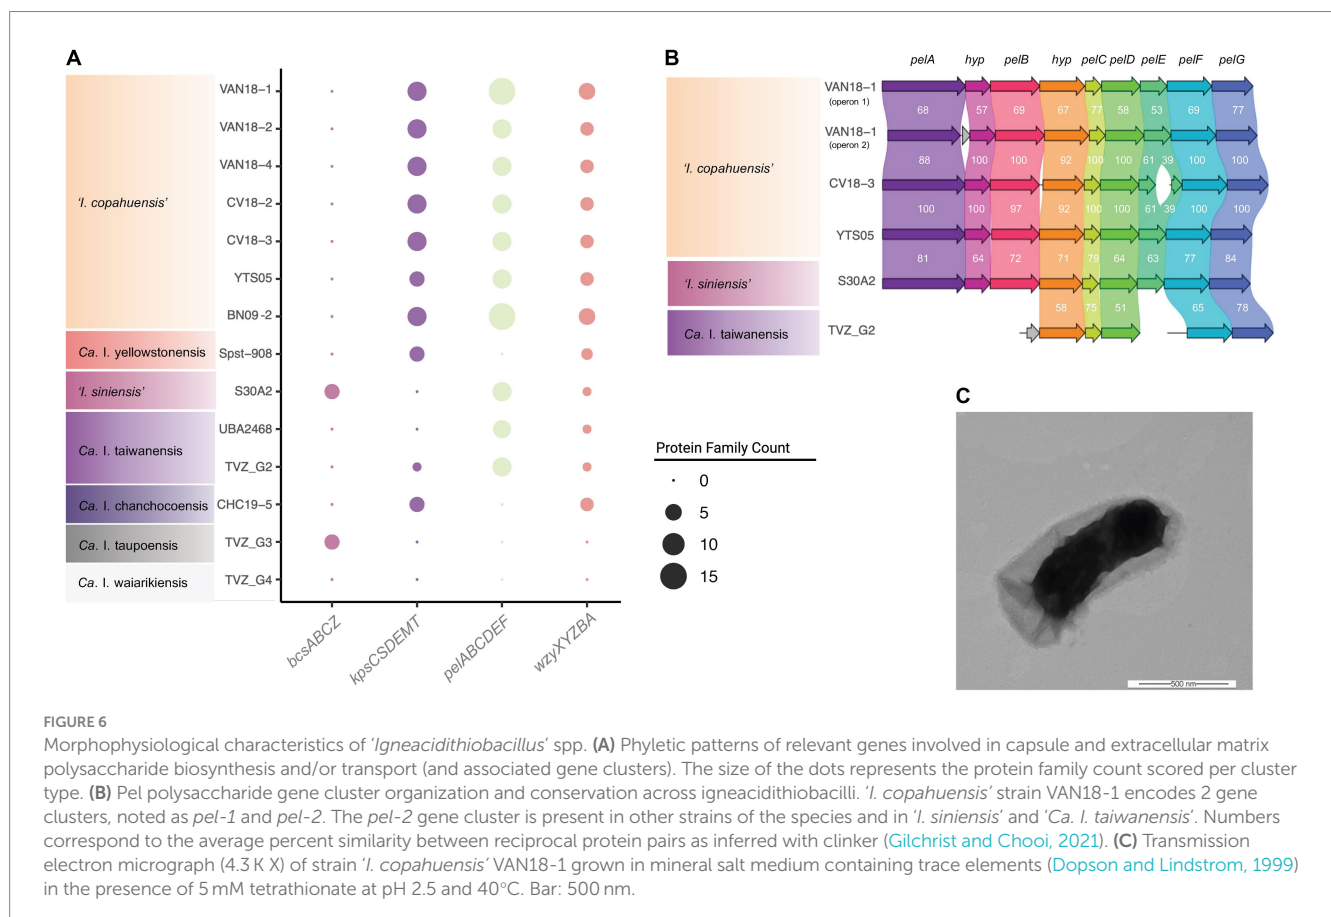 A
'I. copahuensis'
Ca. I. yellowstonensis
'I. siniensis'
Ca. I. taiwanensis
Ca. I. chanchocoensis
Ca. I. taupoensis
Ca. I. waiarikiensis
VAN18-1
VAN18-2
VAN18-4
CV18-2
CV18-3
YTS05
BN09-2
Spst-908
S30A2
UBA2468
TVZ_G2
CHC19-5
TVZ_G3
TVZ_G4
bcsABCZ
kpsCSDEMT
pelABCDEF
wzyXYZBA
Protein Family Count
0
5
10
15
B
pelA hyp pelB hyp pelC pelD pelE pelF pelG
'I. copahuensis'
'I. siniensis'
Ca. I. taiwanensis
VAN18-1
(operon 1)
68 57 69 67 77 58 53 69 77
VAN18-1
(operon 2)
88 100 100 92 100 100 61 39 100 100
CV18-3
100 100 97 92 100 100 61 39 100 100
YTS05
81 64 72 71 79 64 63 77 84
S30A2
58 75 51 65 78
TVZ_G2
C
500 nm
FIGURE 6
Morphophysiological characteristics of 'Igneacidithiobacillus' spp. (A) Phyletic patterns of relevant genes involved in capsule and extracellular matrix
polysaccharide biosynthesis and/or transport (and associated gene clusters). The size of the dots represents the protein family count scored per cluster
type. (B) Pel polysaccharide gene cluster organization and conservation across igneacidithiobacilli. 'I. copahuensis' strain VAN18-1 encodes 2 gene
clusters, noted as pel-1 and pel-2. The pel-2 gene cluster is present in other strains of the species and in 'I. siniensis' and 'Ca. I. taiwanensis'. Numbers
correspond to the average percent similarity between reciprocal protein pairs as inferred with clinker (Gilchrist and Chooi, 2021). (C) Transmission
electron micrograph (4.3 K X) of strain 'I. copahuensis' VAN18-1 grown in mineral salt medium containing trace elements (Dopson and Lindstrom, 1999)
in the presence of 5 mM tetrathionate at pH 2.5 and 40°C. Bar: 500 nm.